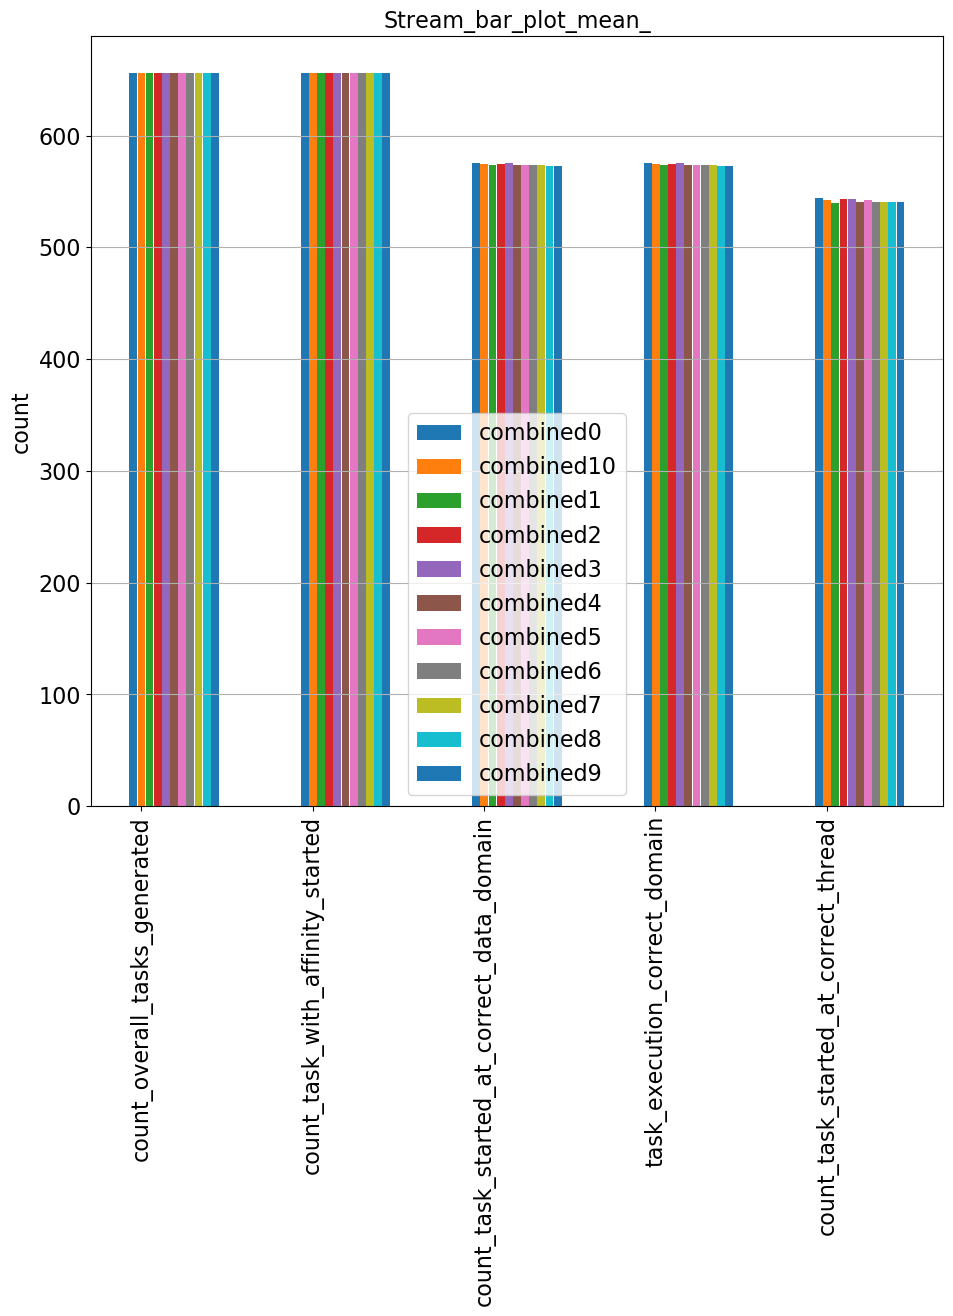 Stream_bar_plot_mean_
600
500
400
300
200
100
0
count
combined0
combined10
combined1
combined2
combined3
combined4
combined5
combined6
combined7
combined8
combined9
count_overall_tasks_generated
count_task_with_affinity_started
count_task_started_at_correct_data_domain
task_execution_correct_domain
count_task_started_at_correct_thread